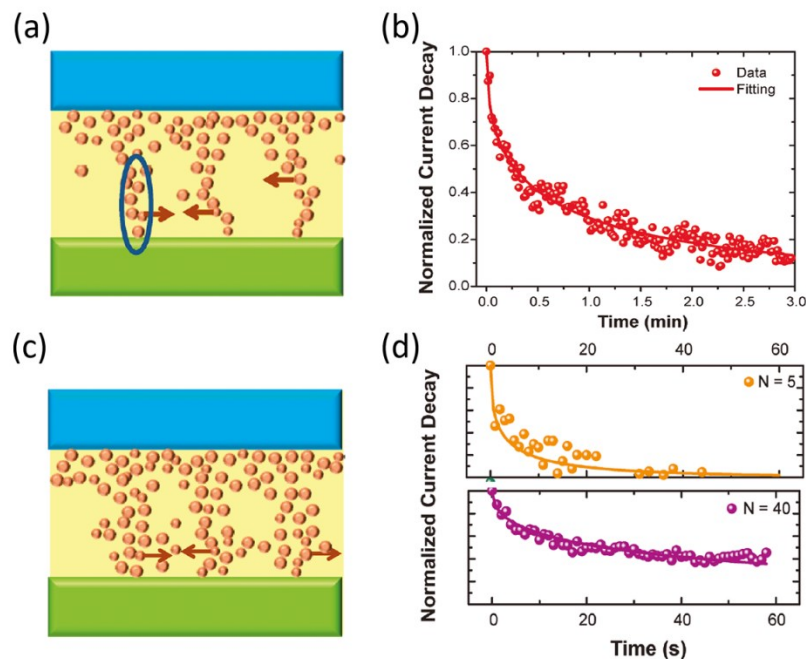 (a)
(b)
1.0
0.8
0.6
0.4
0.2
0.0
Normalized Current Decay
Data
Fitting
0.0 0.5 1.0 1.5 2.0 2.5 3.0
Time (min)
(c)
(d)
0 20 40 60
N = 5
N = 40
Normalized Current Decay
0 20 40 60
Time (s)